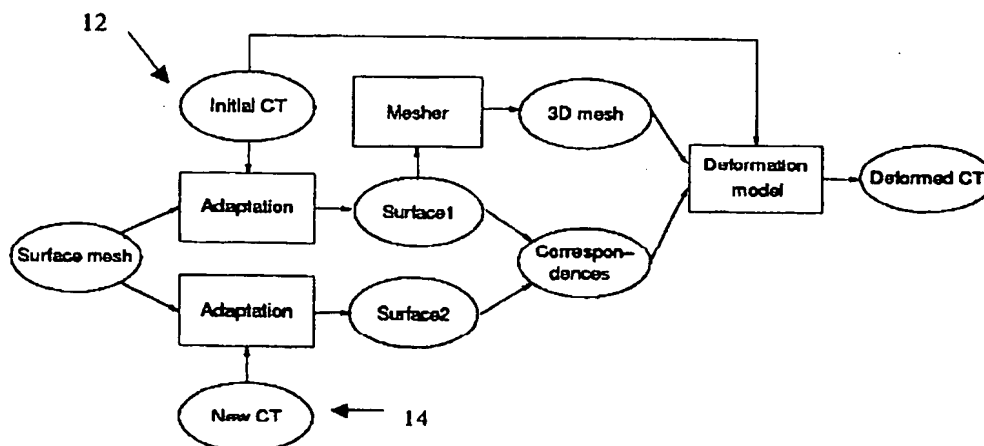 12
Initial CT
Mesher
3D mesh
Deformation
model
Deformed CT
Adaptation
Surface1
Surface mesh
Correspon-
dences
Adaptation
Surface2
New CT
14